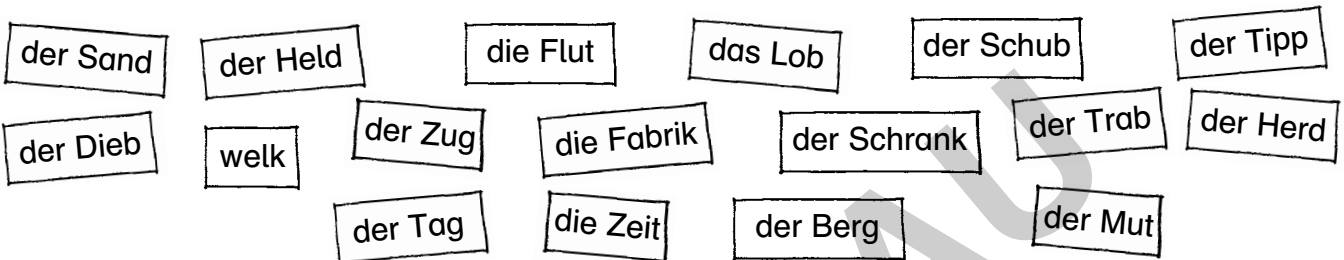 der Sand der Held die Flut das Lob der Schub der Tipp
der Dieb welk der Zug die Fabrik der Schrank der Trab der Herd
der Tag die Zeit der Berg der Mut
AU